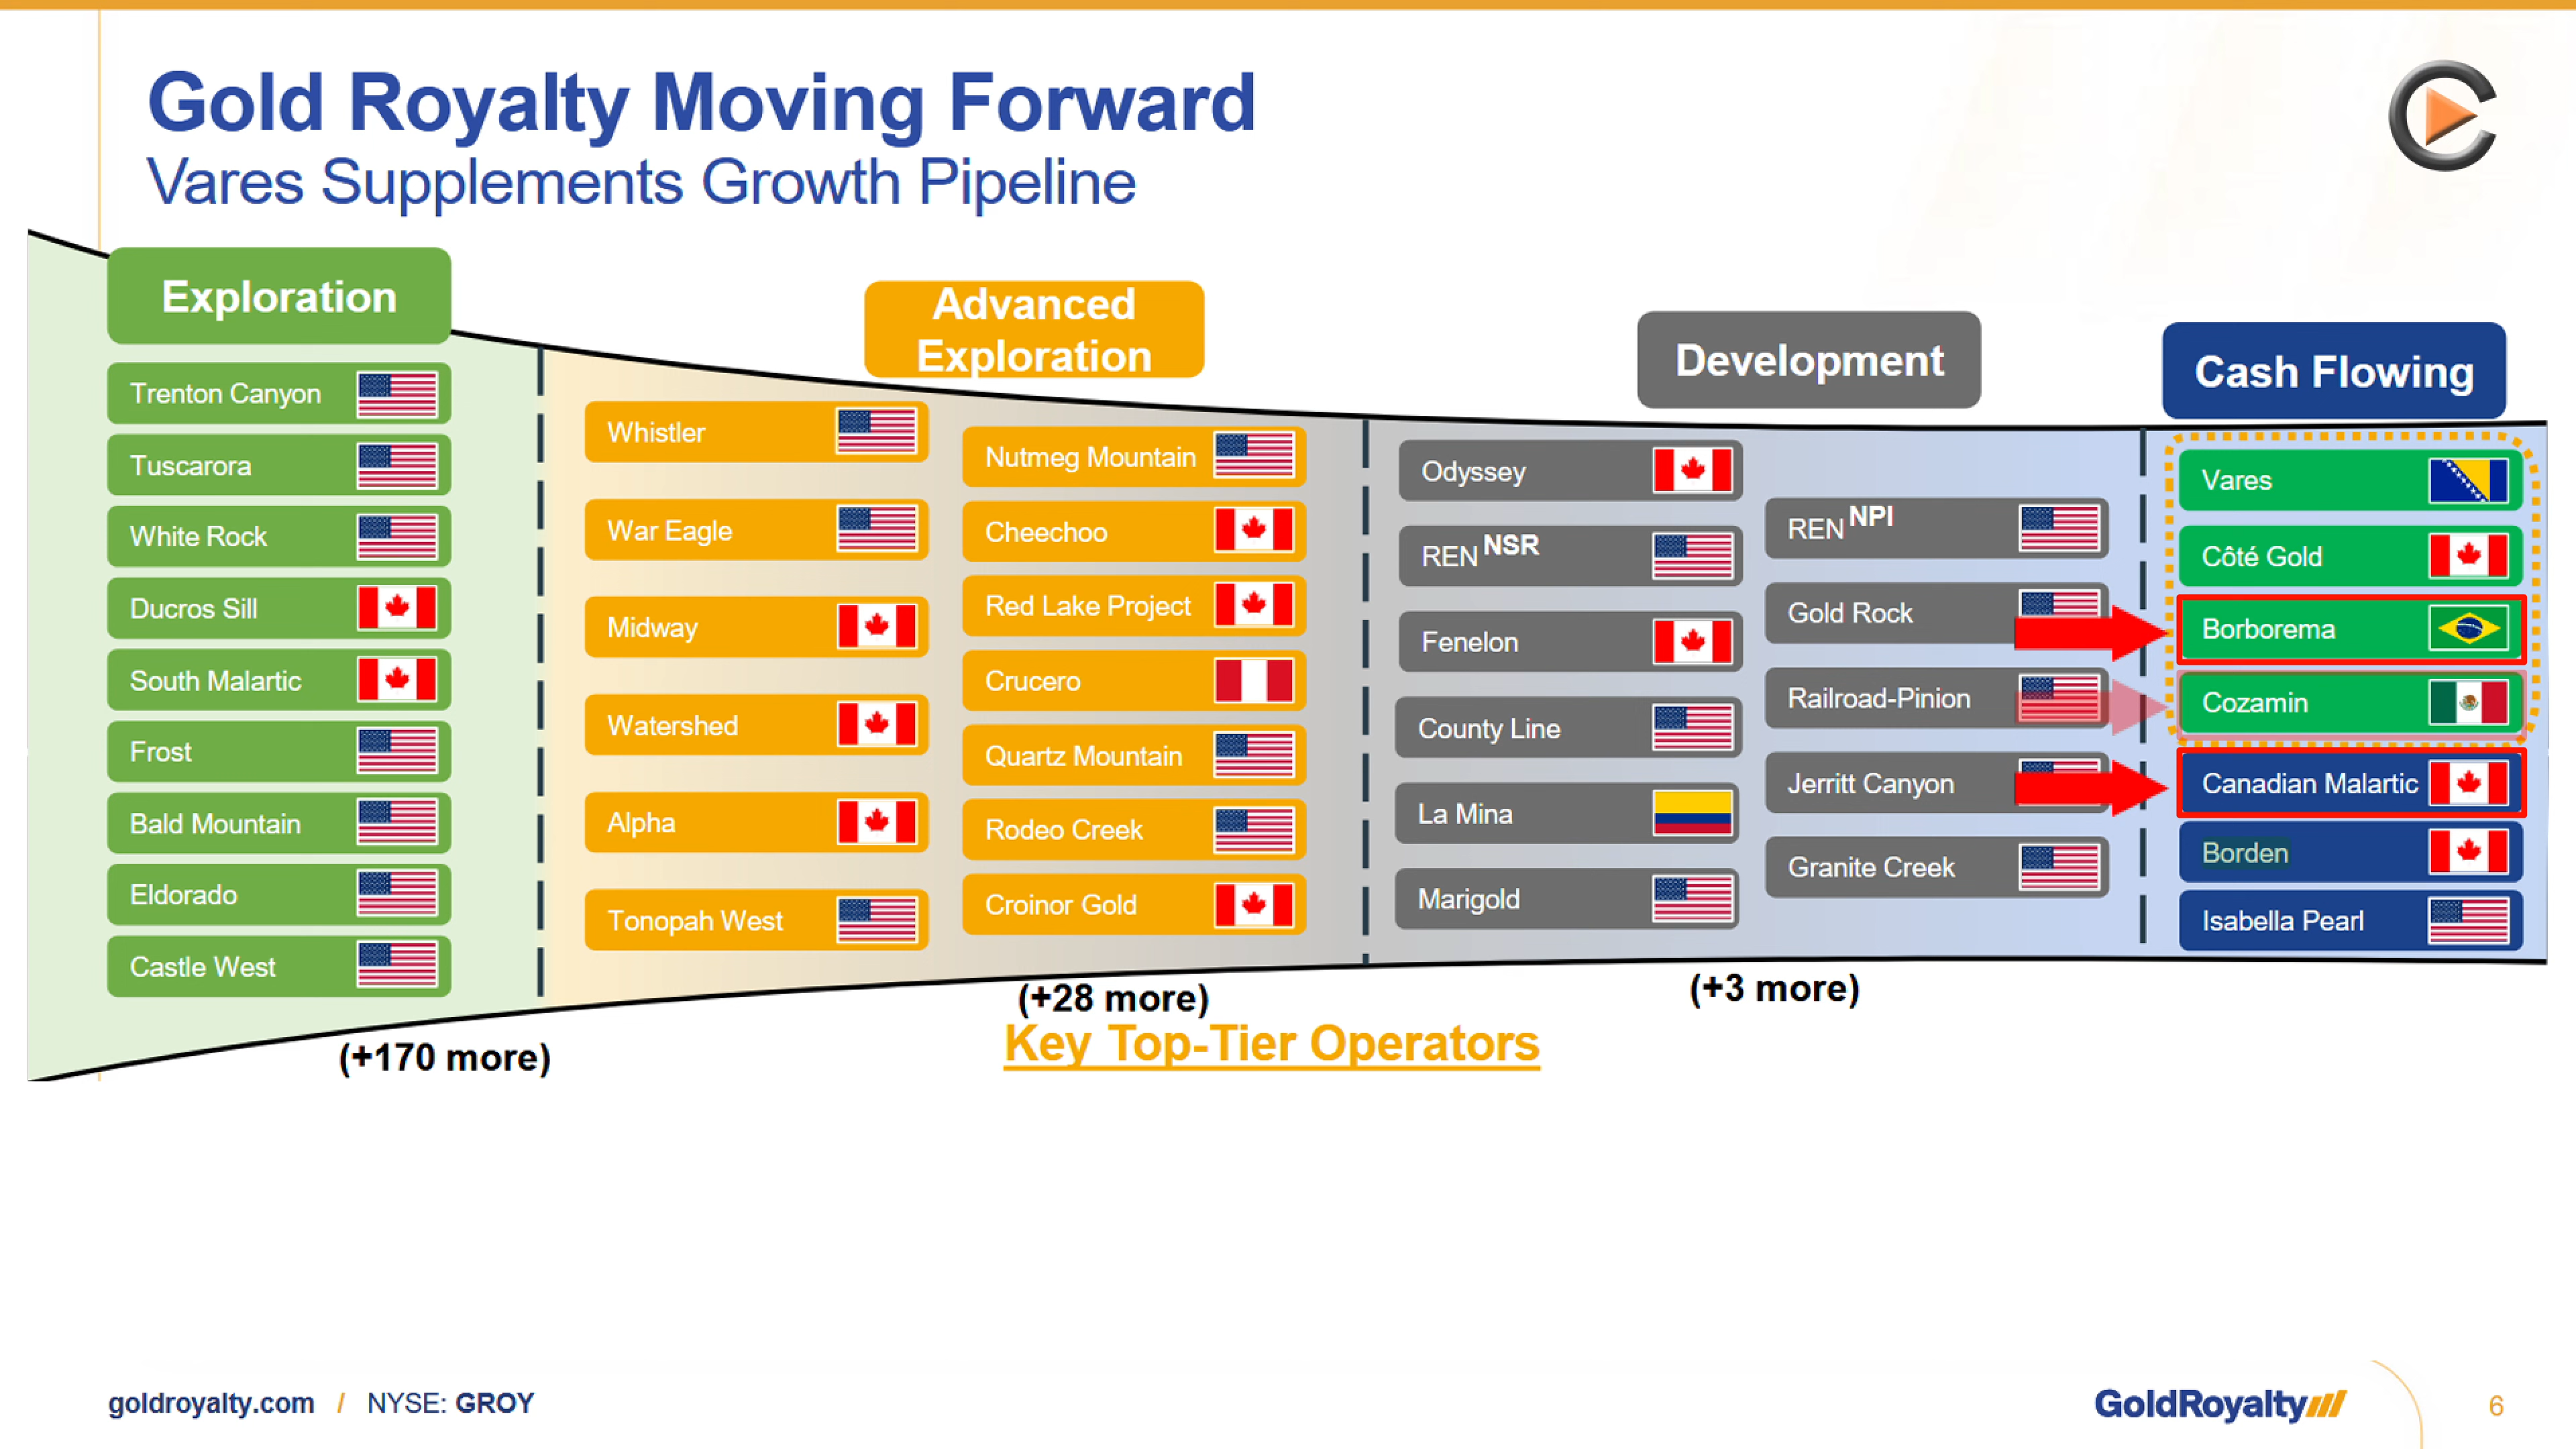 Gold Royalty Moving Forward
Vares Supplements Growth Pipeline
Exploration
Trenton Canyon
Tuscarora
White Rock
Ducros Sill
South Malartic
Frost
Bald Mountain
Eldorado
Castle West
(+170 more)
Advanced
Exploration
Whistler
War Eagle
Midway
Watershed
Alpha
Tonopah West
Nutmeg Mountain
Cheechoo
Red Lake Project
Crucero
Quartz Mountain
Rodeo Creek
Croinor Gold
(+28 more)
Development
Odyssey
REN NSR
Fenelon
County Line
La Mina
Marigold
REN NPI
Gold Rock
Railroad-Pinion
Jerritt Canyon
Granite Creek
(+3 more)
Cash Flowing
Vares
Côté Gold
Borborema
Cozamin
Canadian Malartic
Borden
Isabella Pearl
Key Top-Tier Operators
goldroyalty.com / NYSE: GROY
GoldRoyalty
6